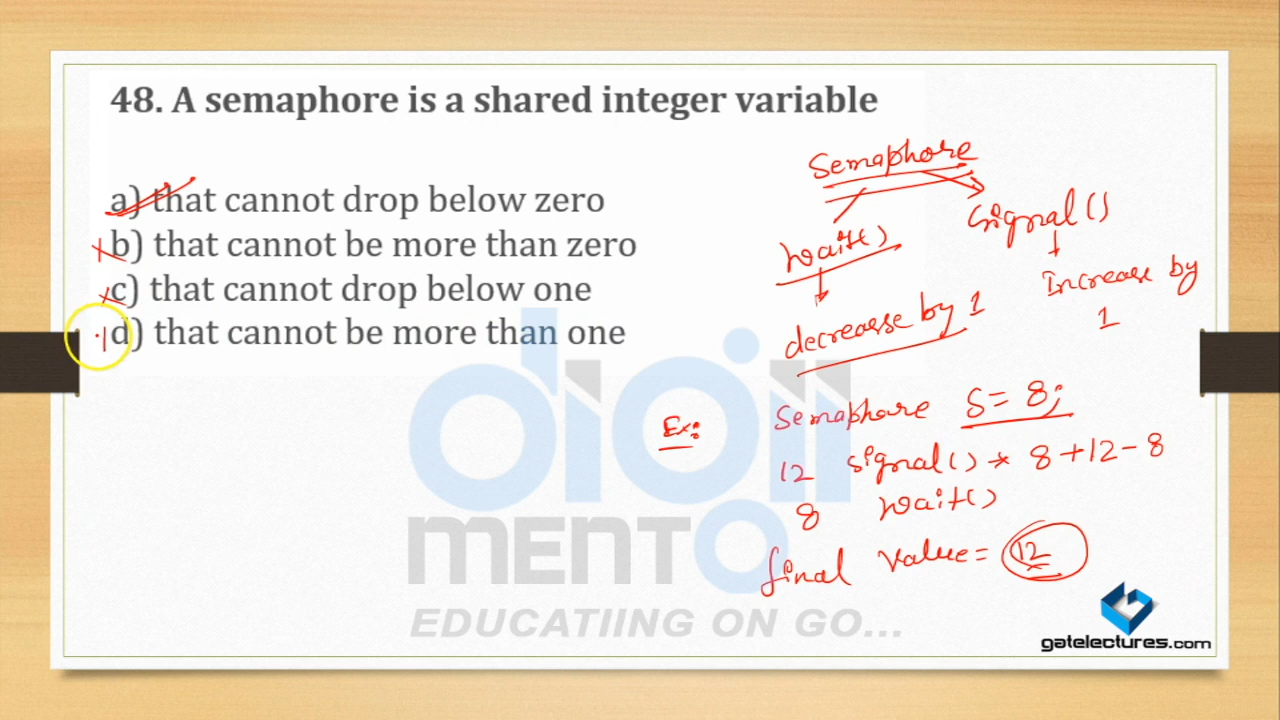 48. A semaphore is a shared integer variable
a) that cannot drop below zero
b) that cannot be more than zero
c) that cannot drop below one
d) that cannot be more than one
Semaphore
wait()
signal()
decrease by 1
Increase by
1
Ex:
Semaphore S = 8;
12 signal() * 8 + 12 - 8
8 wait()
final value = 12
digii
MENTO
EDUCATIING ON GO...
gatelectures.com